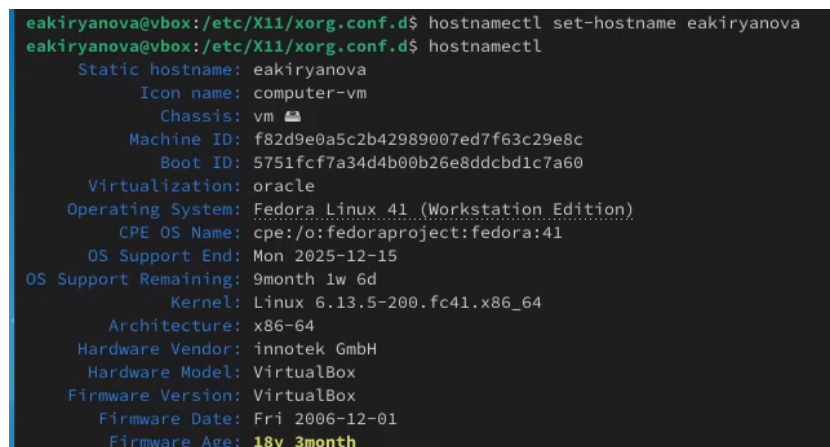 eakiryanova@vbox:/etc/X11/xorg.conf.d$ hostnamectl set-hostname eakiryanova
eakiryanova@vbox:/etc/X11/xorg.conf.d$ hostnamectl
Static hostname: eakiryanova
Icon name: computer-vm
Chassis: vm 🖴
Machine ID: f82d9e0a5c2b42989007ed7f63c29e8c
Boot ID: 5751fcf7a34d4b00b26e8ddcbd1c7a60
Virtualization: oracle
Operating System: Fedora Linux 41 (Workstation Edition)
CPE OS Name: cpe:/o:fedoraproject:fedora:41
OS Support End: Mon 2025-12-15
OS Support Remaining: 9month 1w 6d
Kernel: Linux 6.13.5-200.fc41.x86_64
Architecture: x86-64
Hardware Vendor: innotek GmbH
Hardware Model: VirtualBox
Firmware Version: VirtualBox
Firmware Date: Fri 2006-12-01
Firmware Age: 18y 3month